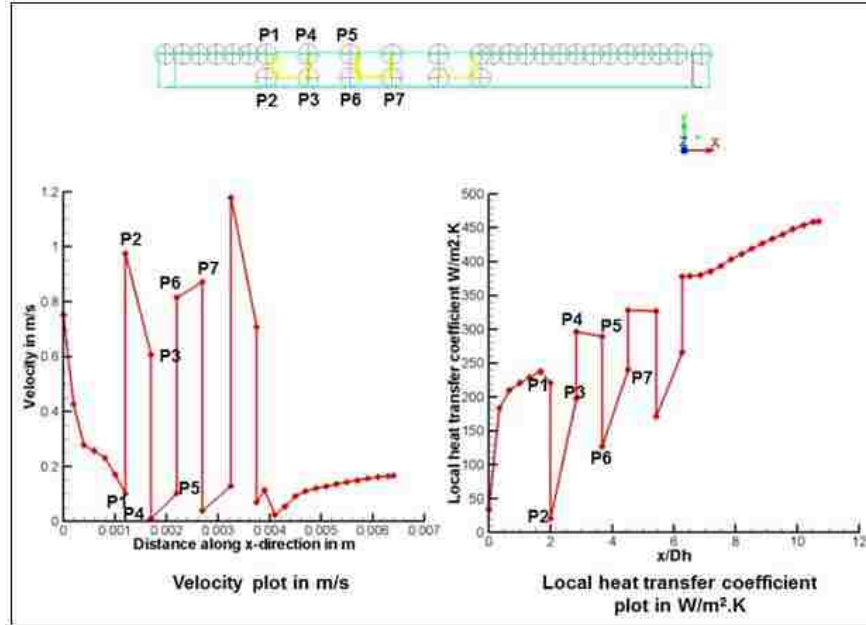 P1 P4 P5
P2 P3 P6 P7
Y
Z X
1.2
1
0.8
0.6
0.4
0.2
0
Velocity in m/s
P2
P6
P7
P3
P1
P4
P5
0.001 0.002 0.003 0.004 0.005 0.006 0.007
Distance along x-direction in m
Velocity plot in m/s
500
450
400
350
300
250
200
150
100
50
0
Local heat transfer coefficient W/m2.K
P4
P5
P1
P3
P7
P6
P2
0 2 4 6 8 10 12
x/Dh
Local heat transfer coefficient
plot in W/m².K